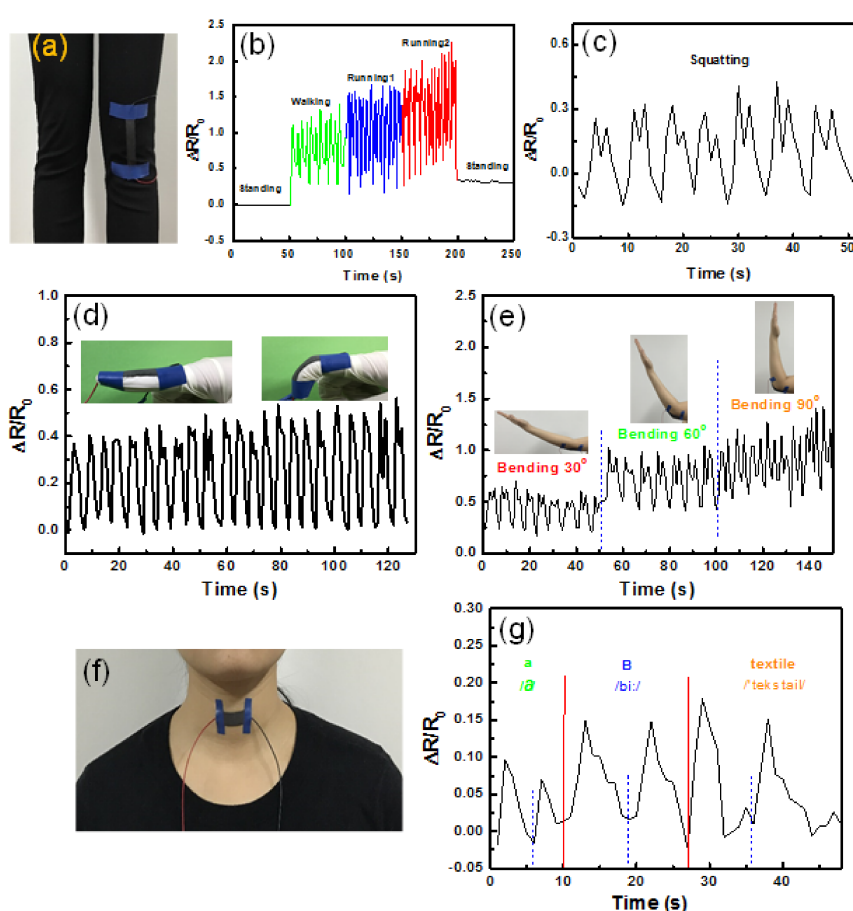 (a)
(b)
2.5
2.0
1.5
1.0
0.5
0.0
-0.5
ΔR/R0
Standing
Walking
Running1
Running2
Standing
0 50 100 150 200 250
Time (s)
(c)
Squatting
0.6
0.3
0.0
-0.3
ΔR/R0
0 10 20 30 40 50
Time (s)
(d)
1.0
0.8
0.6
0.4
0.2
0.0
ΔR/R0
0 20 40 60 80 100 120
Time (s)
(e)
2.5
2.0
1.5
1.0
0.5
0.0
ΔR/R0
Bending 30°
Bending 60°
Bending 90°
0 20 40 60 80 100 120 140
Time (s)
(f)
(g)
0.30
0.25
0.20
0.15
0.10
0.05
0.00
-0.05
ΔR/R0
a
B
/bi:/
textile
/'tekstail/
0 10 20 30 40
Time (s)